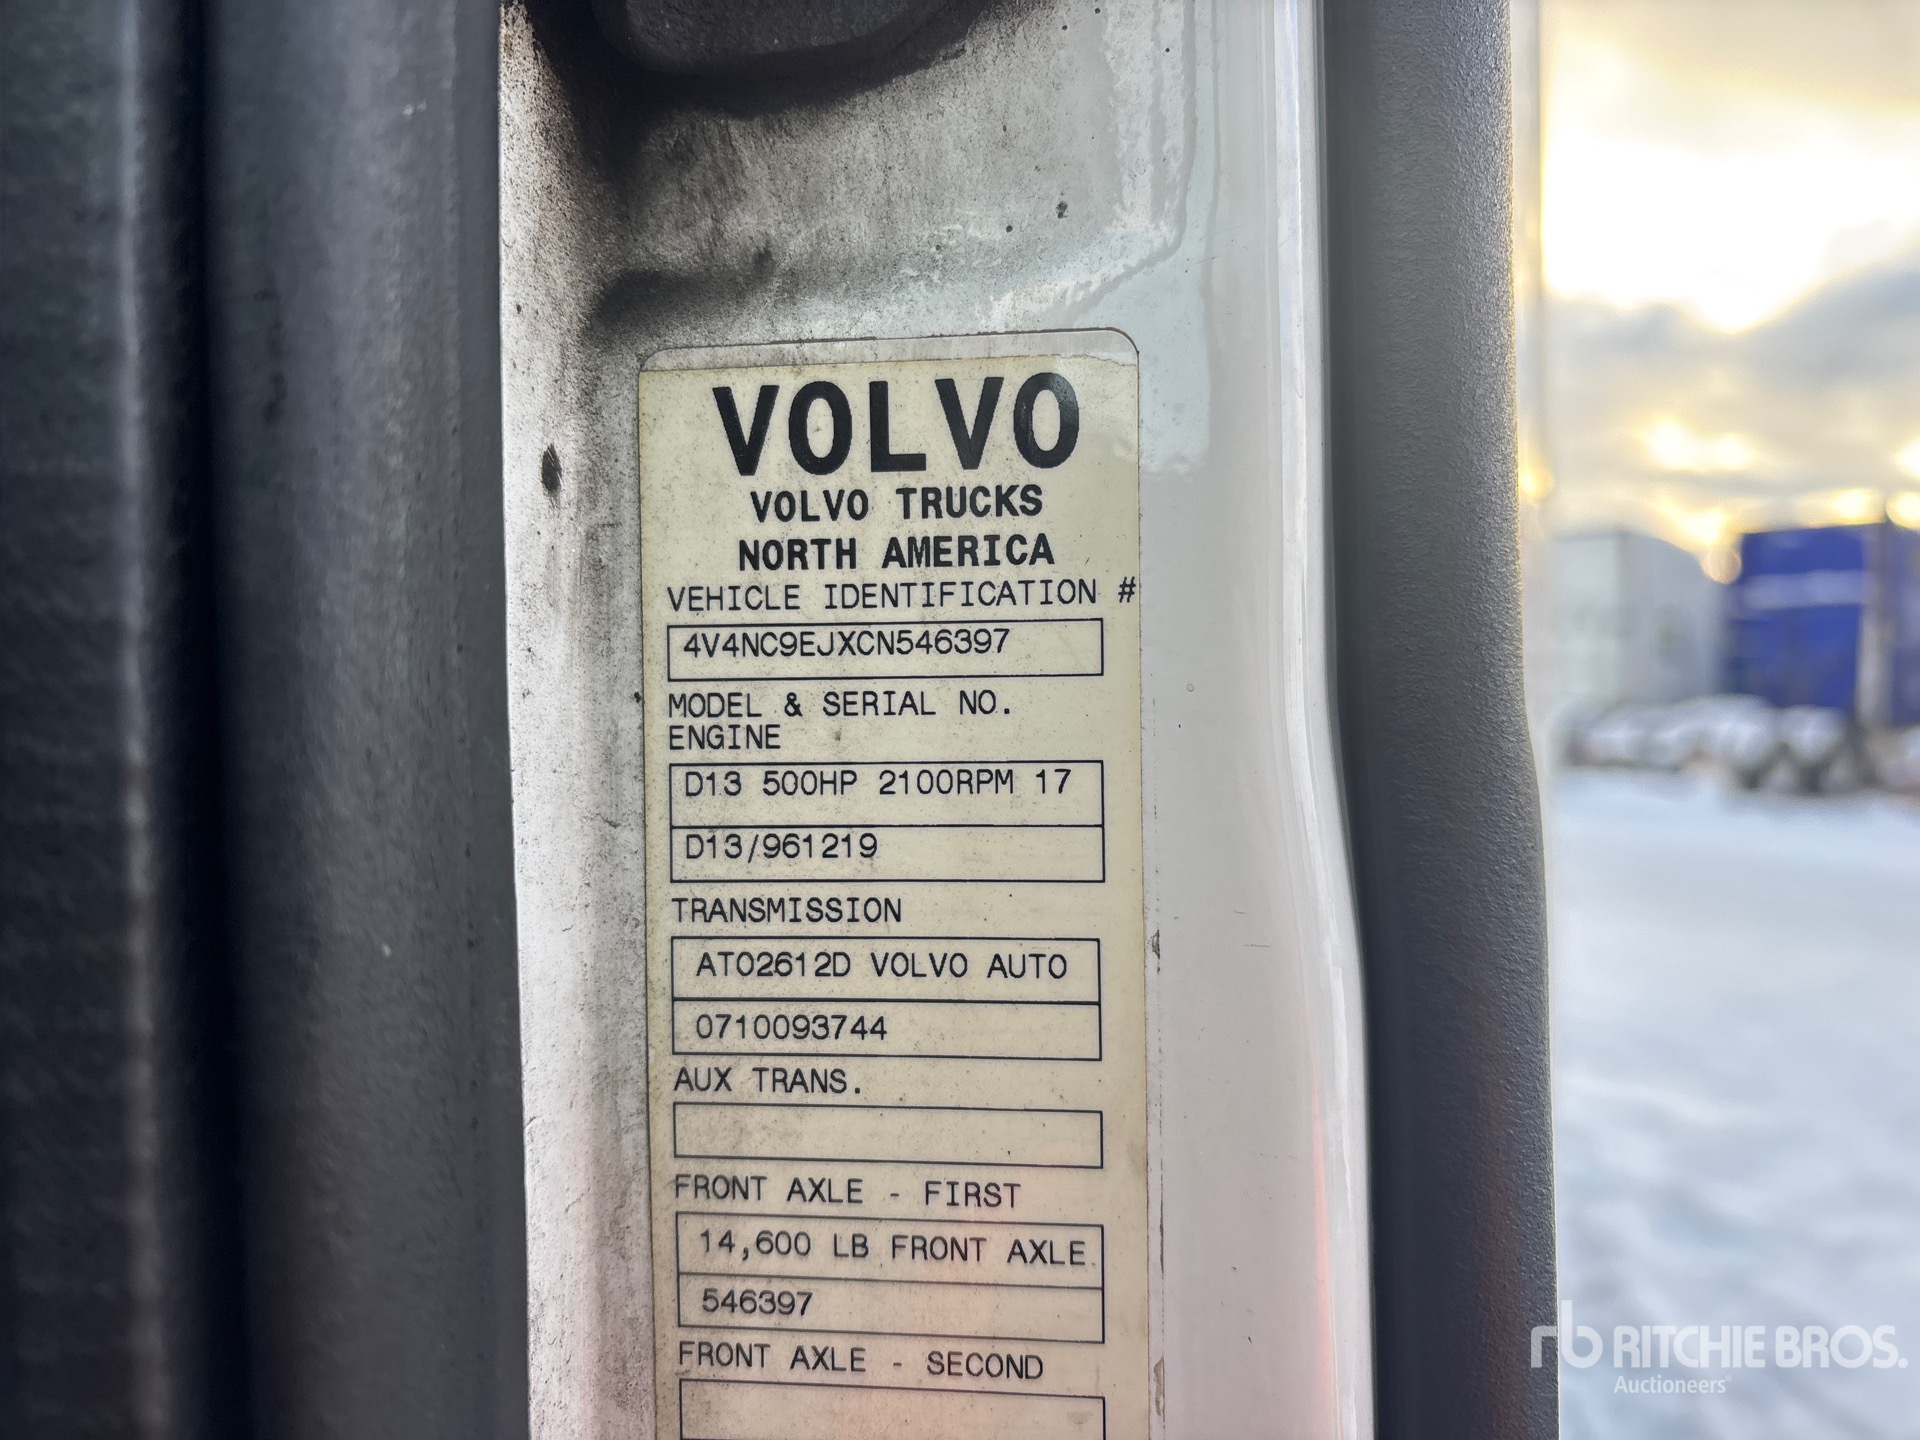 VOLVO
VOLVO TRUCKS
NORTH AMERICA
VEHICLE IDENTIFICATION #
4V4NC9EJXCN546397
MODEL & SERIAL NO.
ENGINE
D13 500HP 2100RPM 17
D13/961219
TRANSMISSION
ATO2612D VOLVO AUTO
0710093744
AUX TRANS.
FRONT AXLE - FIRST
14,600 LB FRONT AXLE
546397
FRONT AXLE - SECOND
rb RITCHIE BROS.
Auctioneers